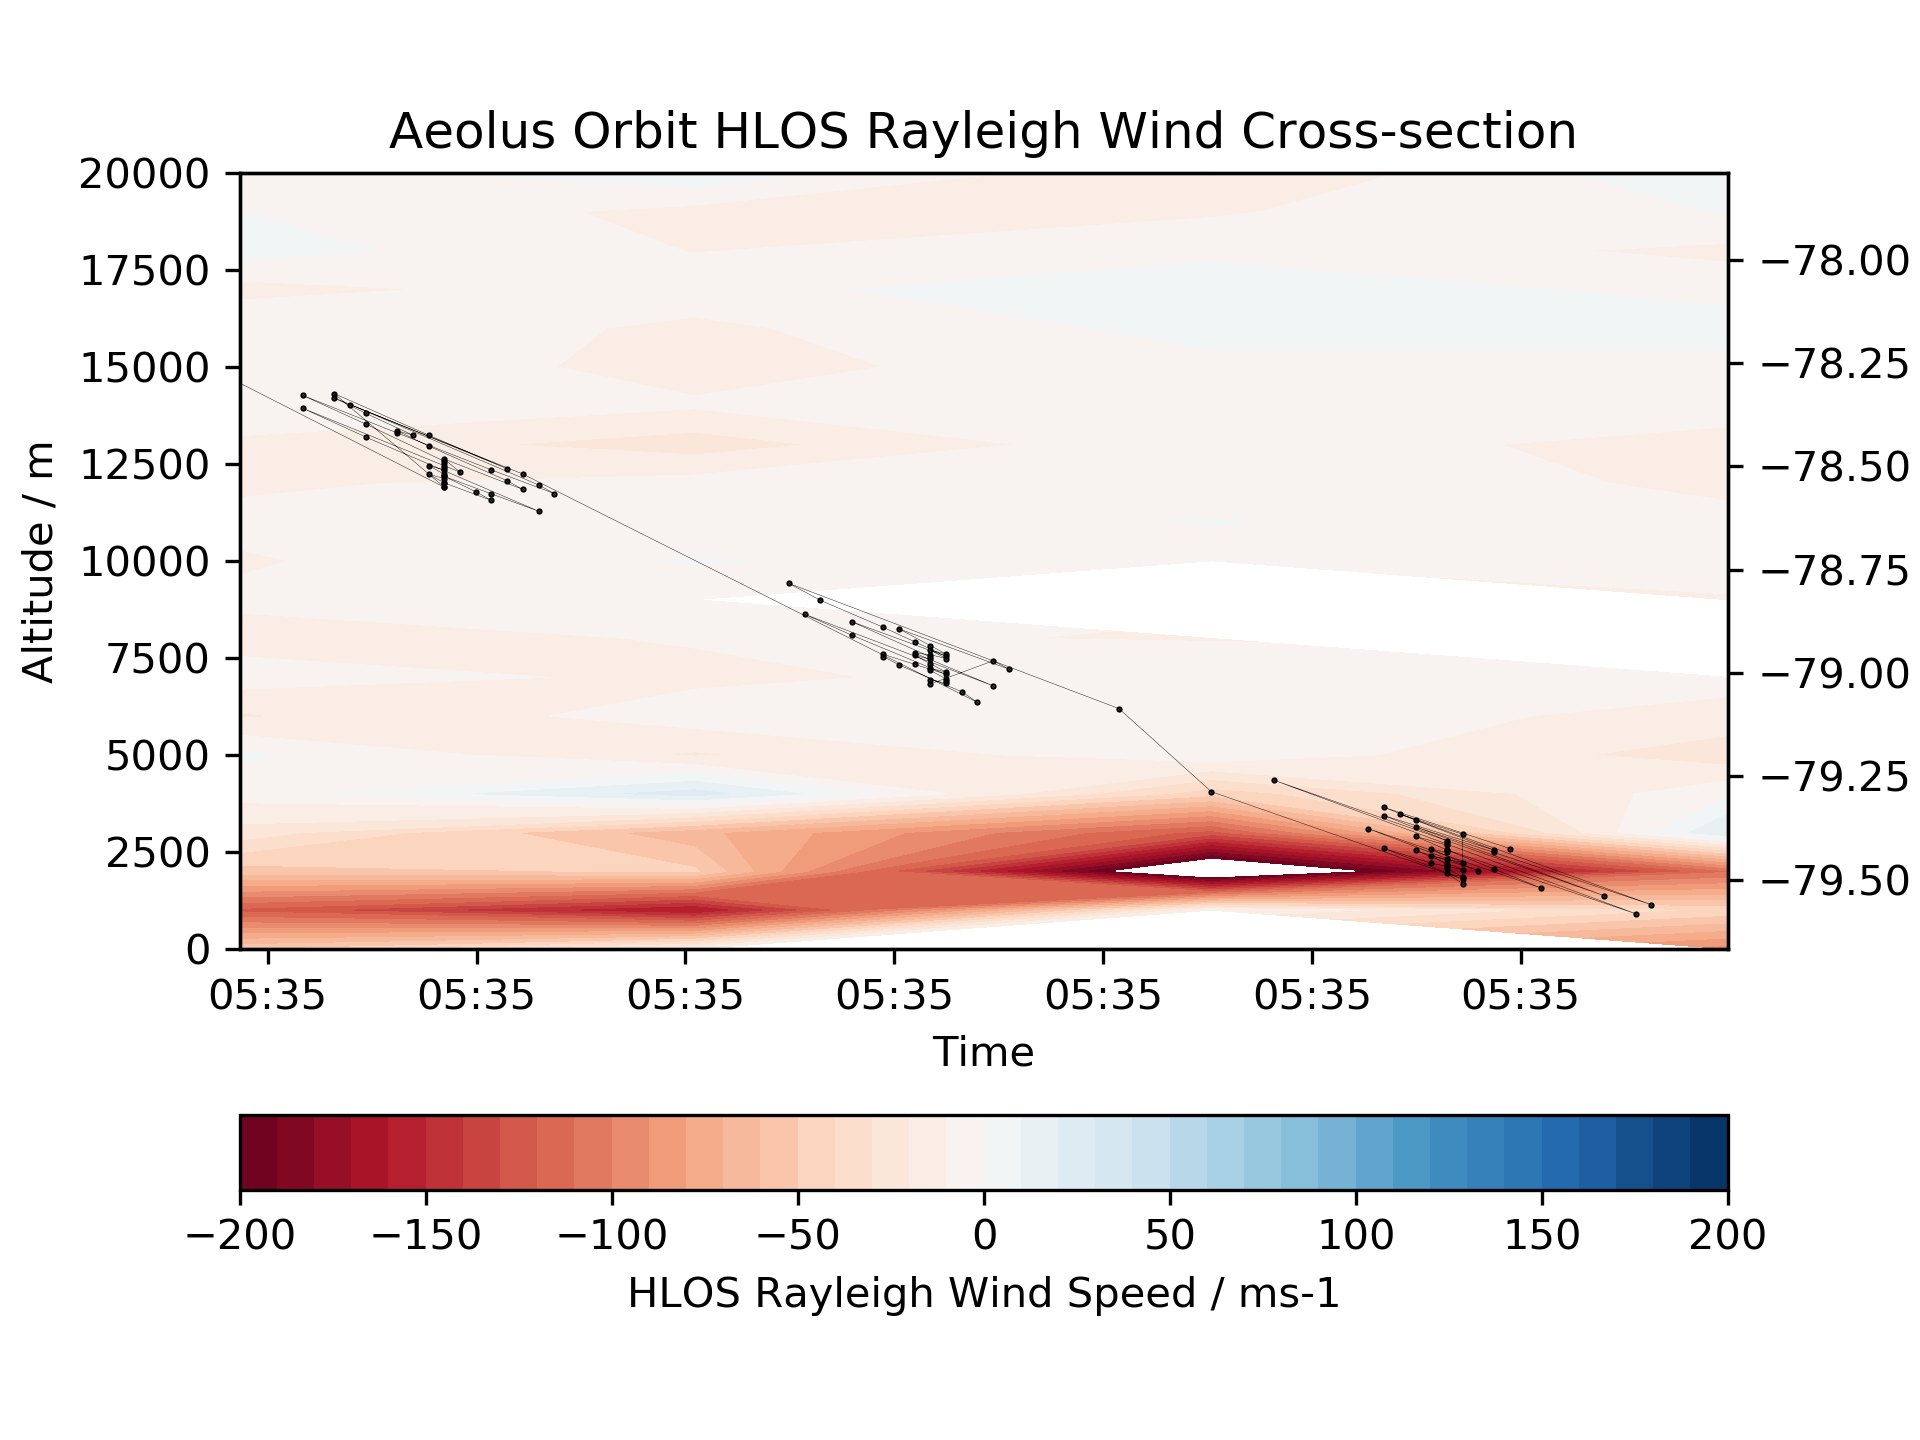 Aeolus Orbit HLOS Rayleigh Wind Cross-section
20000
17500
15000
12500
10000
7500
5000
2500
0
Altitude / m
−78.00
−78.25
−78.50
−78.75
−79.00
−79.25
−79.50
05:35 05:35 05:35 05:35 05:35 05:35 05:35
Time
−200 −150 −100 −50 0 50 100 150 200
HLOS Rayleigh Wind Speed / ms-1